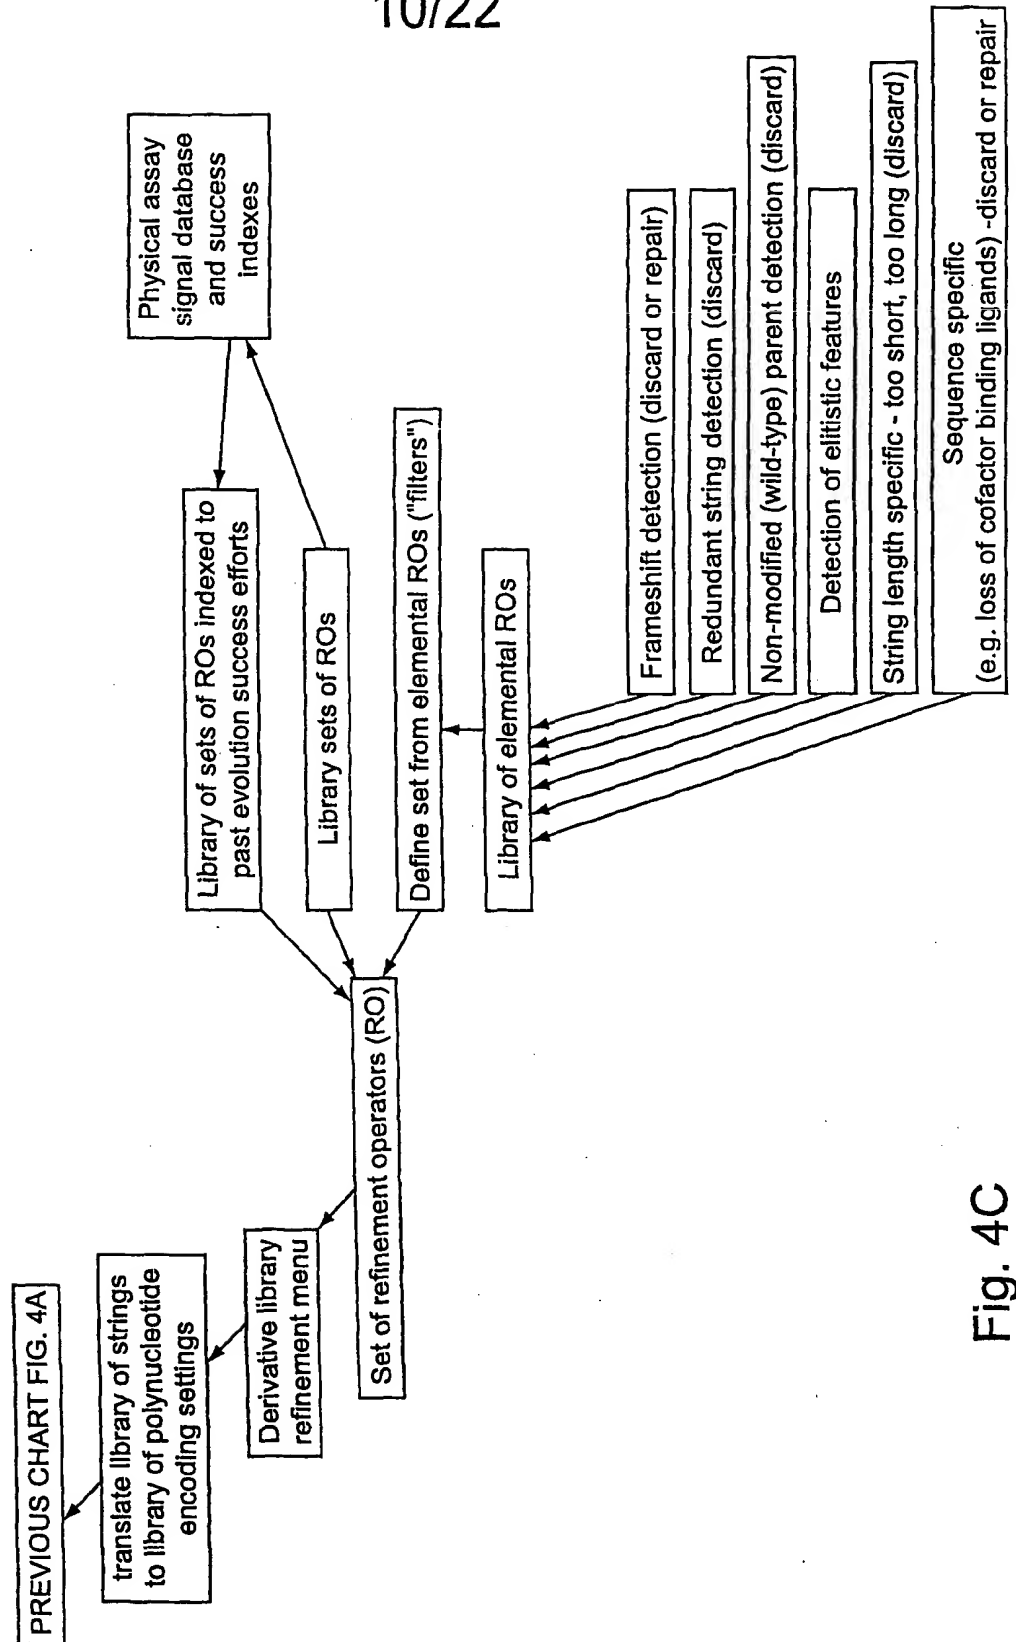 10/22
PREVIOUS CHART FIG. 4A
translate library of strings
to library of polynucleotide
encoding settings
Derivative library
refinement menu
Set of refinement operators (RO)
Library of sets of ROs indexed to
past evolution success efforts
Physical assay
signal database
and success
indexes
Library sets of ROs
Define set from elemental ROs ("filters")
Library of elemental ROs
Frameshift detection (discard or repair)
Redundant string detection (discard)
Non-modified (wild-type) parent detection (discard)
Detection of elitistic features
String length specific - too short, too long (discard)
Sequence specific
(e.g. loss of cofactor binding ligands) -discard or repair
Fig. 4C